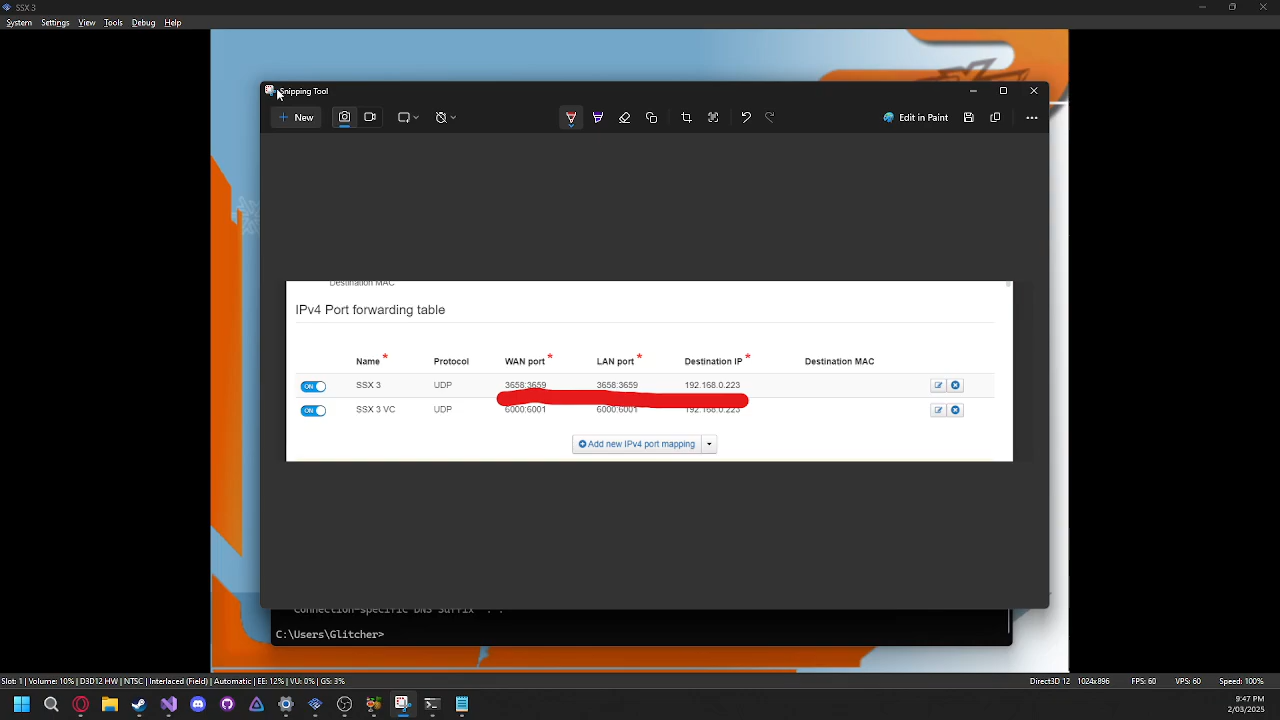 SSX 3
System Settings View Tools Debug Help
Snipping Tool
New
Edit in Paint
Destination MAC
IPv4 Port forwarding table
Name * Protocol WAN port * LAN port * Destination IP * Destination MAC
ON SSX 3 UDP 3658:3659 3658:3659 192.168.0.223
ON SSX 3 VC UDP 6000:6001 6000:6001 192.168.0.223
Add new IPv4 port mapping
Connection-specific DNS Suffix . :
C:\Users\Glitcher>
Slot: 1 | Volume: 10% | D3D12 HW | NTSC | Interlaced (Field) | Automatic | EE: 12% | VU: 0% | GS: 3% Direct3D 12 1024x896 FPS: 60 VPS: 60 Speed: 100%
9:47 PM
2/03/2025